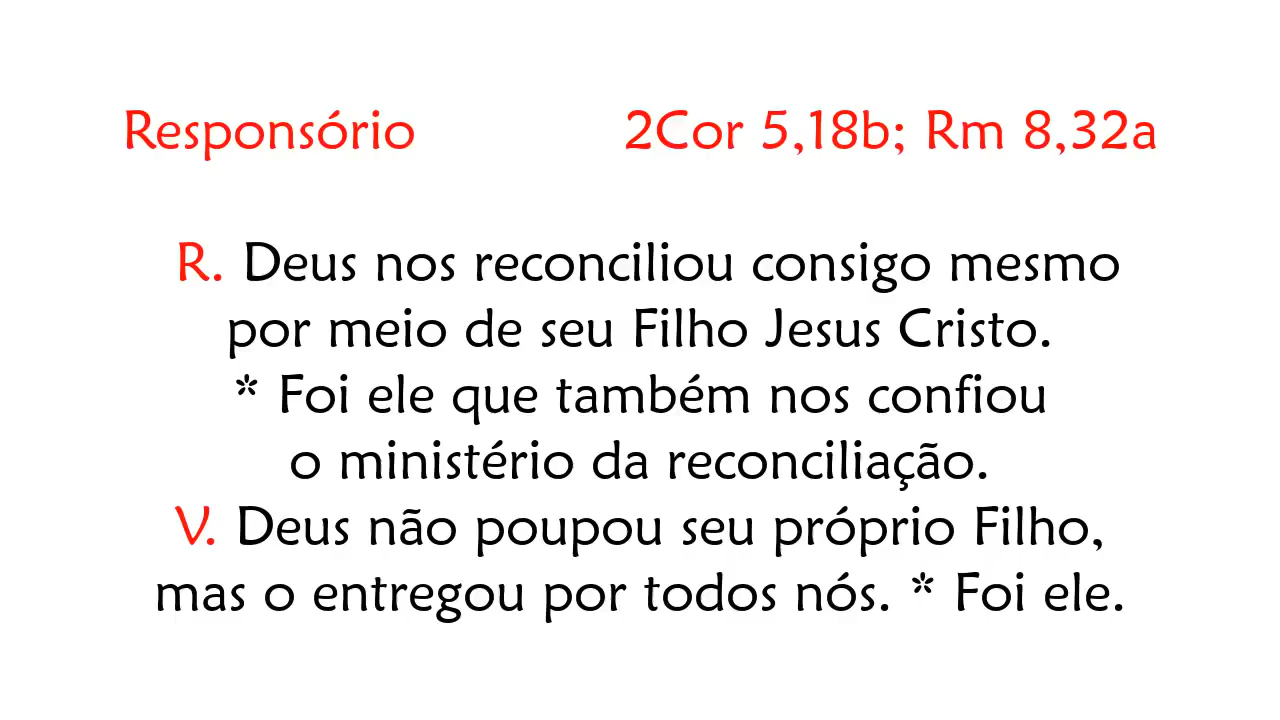 Responsório 2Cor 5,18b; Rm 8,32a
R. Deus nos reconciliou consigo mesmo
por meio de seu Filho Jesus Cristo.
* Foi ele que também nos confiou
o ministério da reconciliação.
V. Deus não poupou seu próprio Filho,
mas o entregou por todos nós. * Foi ele.